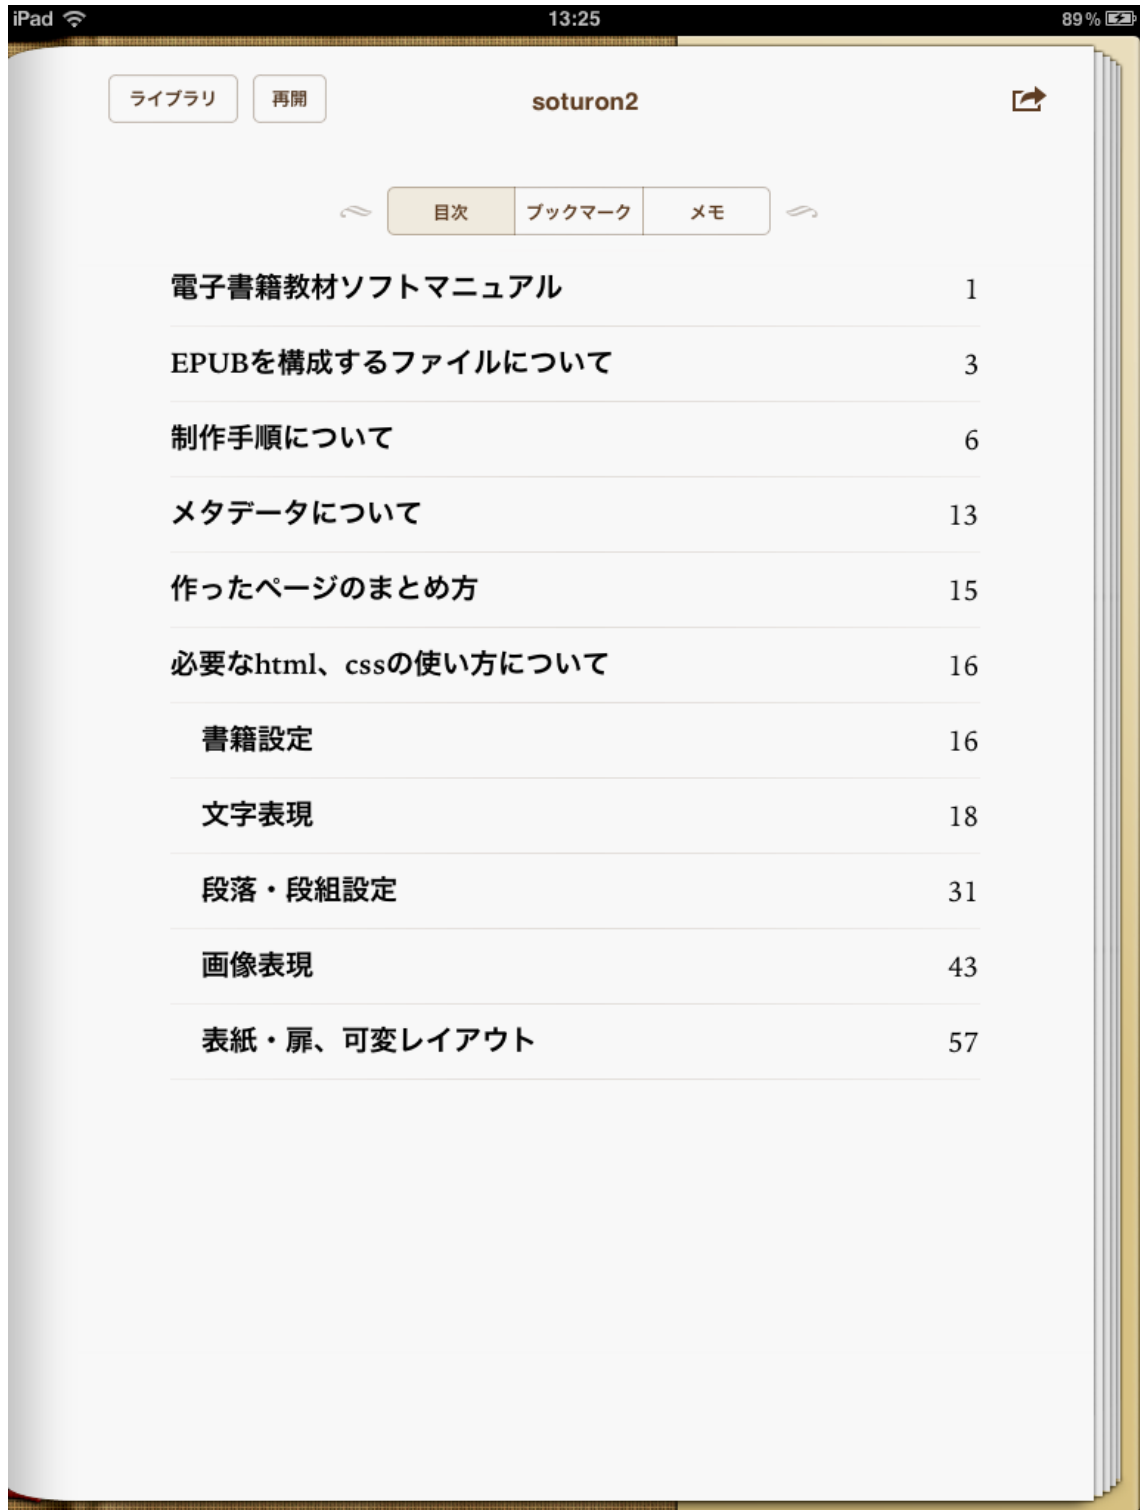 iPad 13:25 89%
ライブラリ 再開 soturon2
目次 ブックマーク メモ
電子書籍教材ソフトマニュアル 1
EPUBを構成するファイルについて 3
制作手順について 6
メタデータについて 13
作ったページのまとめ方 15
必要なhtml、cssの使い方について 16
書籍設定 16
文字表現 18
段落・段組設定 31
画像表現 43
表紙・扉、可変レイアウト 57